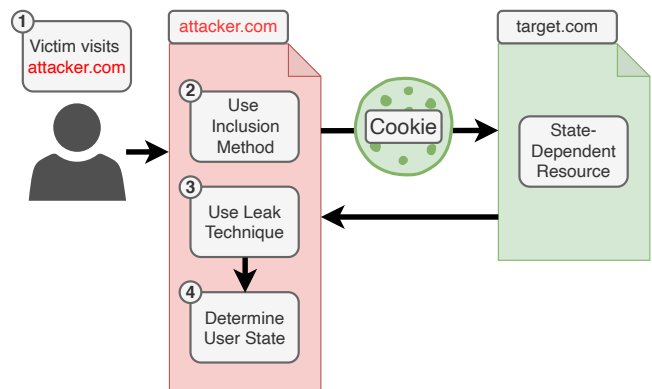 1
Victim visits
attacker.com
attacker.com
2
Use
Inclusion
Method
Cookie
target.com
State-
Dependent
Resource
3
Use Leak
Technique
4
Determine
User State